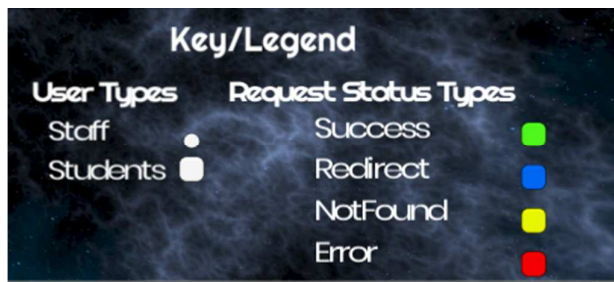 Key/Legend
User Types
Staff
Students
Request Status Types
Success
Redirect
NotFound
Error